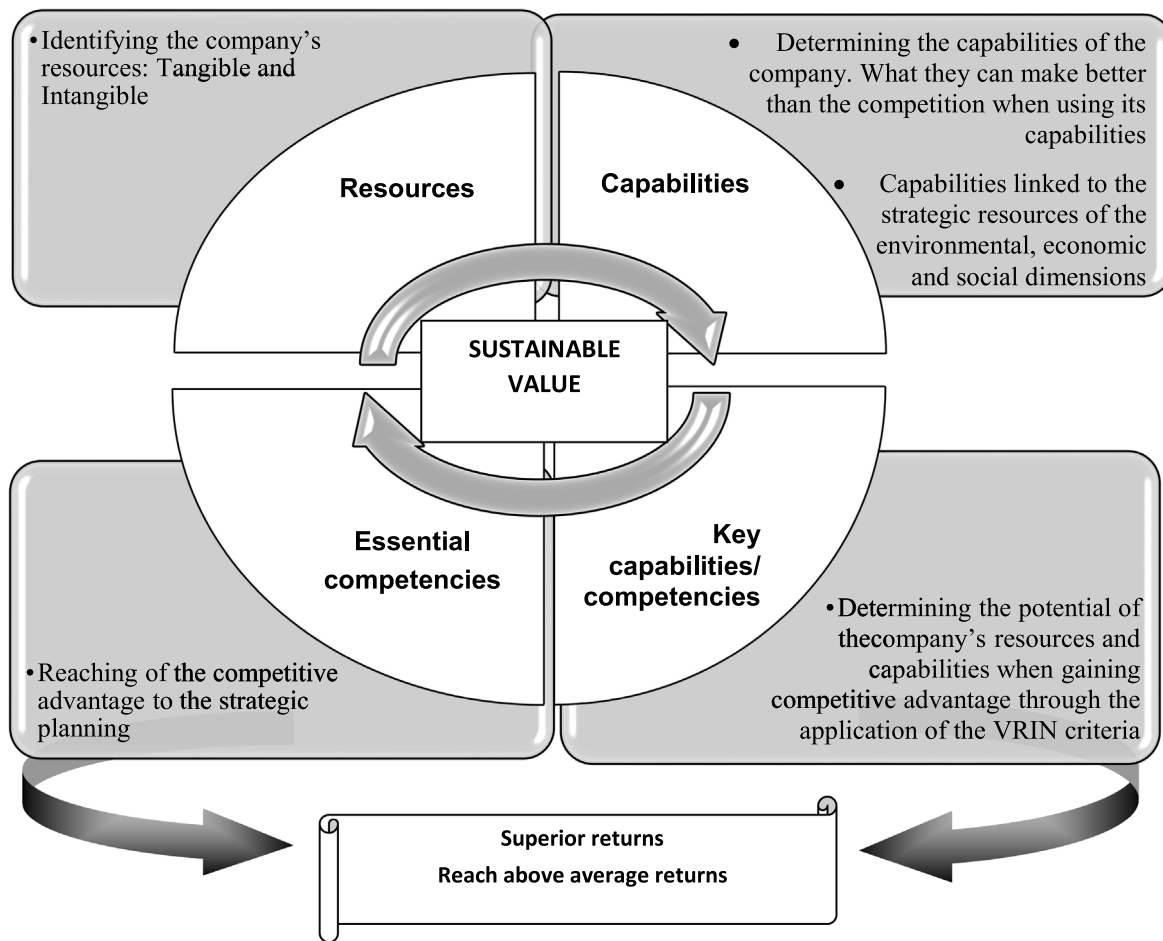 •Identifying the company's
resources: Tangible and
Intangible
• Determining the capabilities of the
company. What they can make better
than the competition when using its
capabilities
• Capabilities linked to the
strategic resources of the
environmental, economic
and social dimensions
Resources
Capabilities
SUSTAINABLE
VALUE
Essential
competencies
Key
capabilities/
competencies
•Reaching of the competitive
advantage to the strategic
planning
•Determining the potential of
thecompany's resources and
capabilities when gaining
competitive advantage through the
application of the VRIN criteria
Superior returns
Reach above average returns